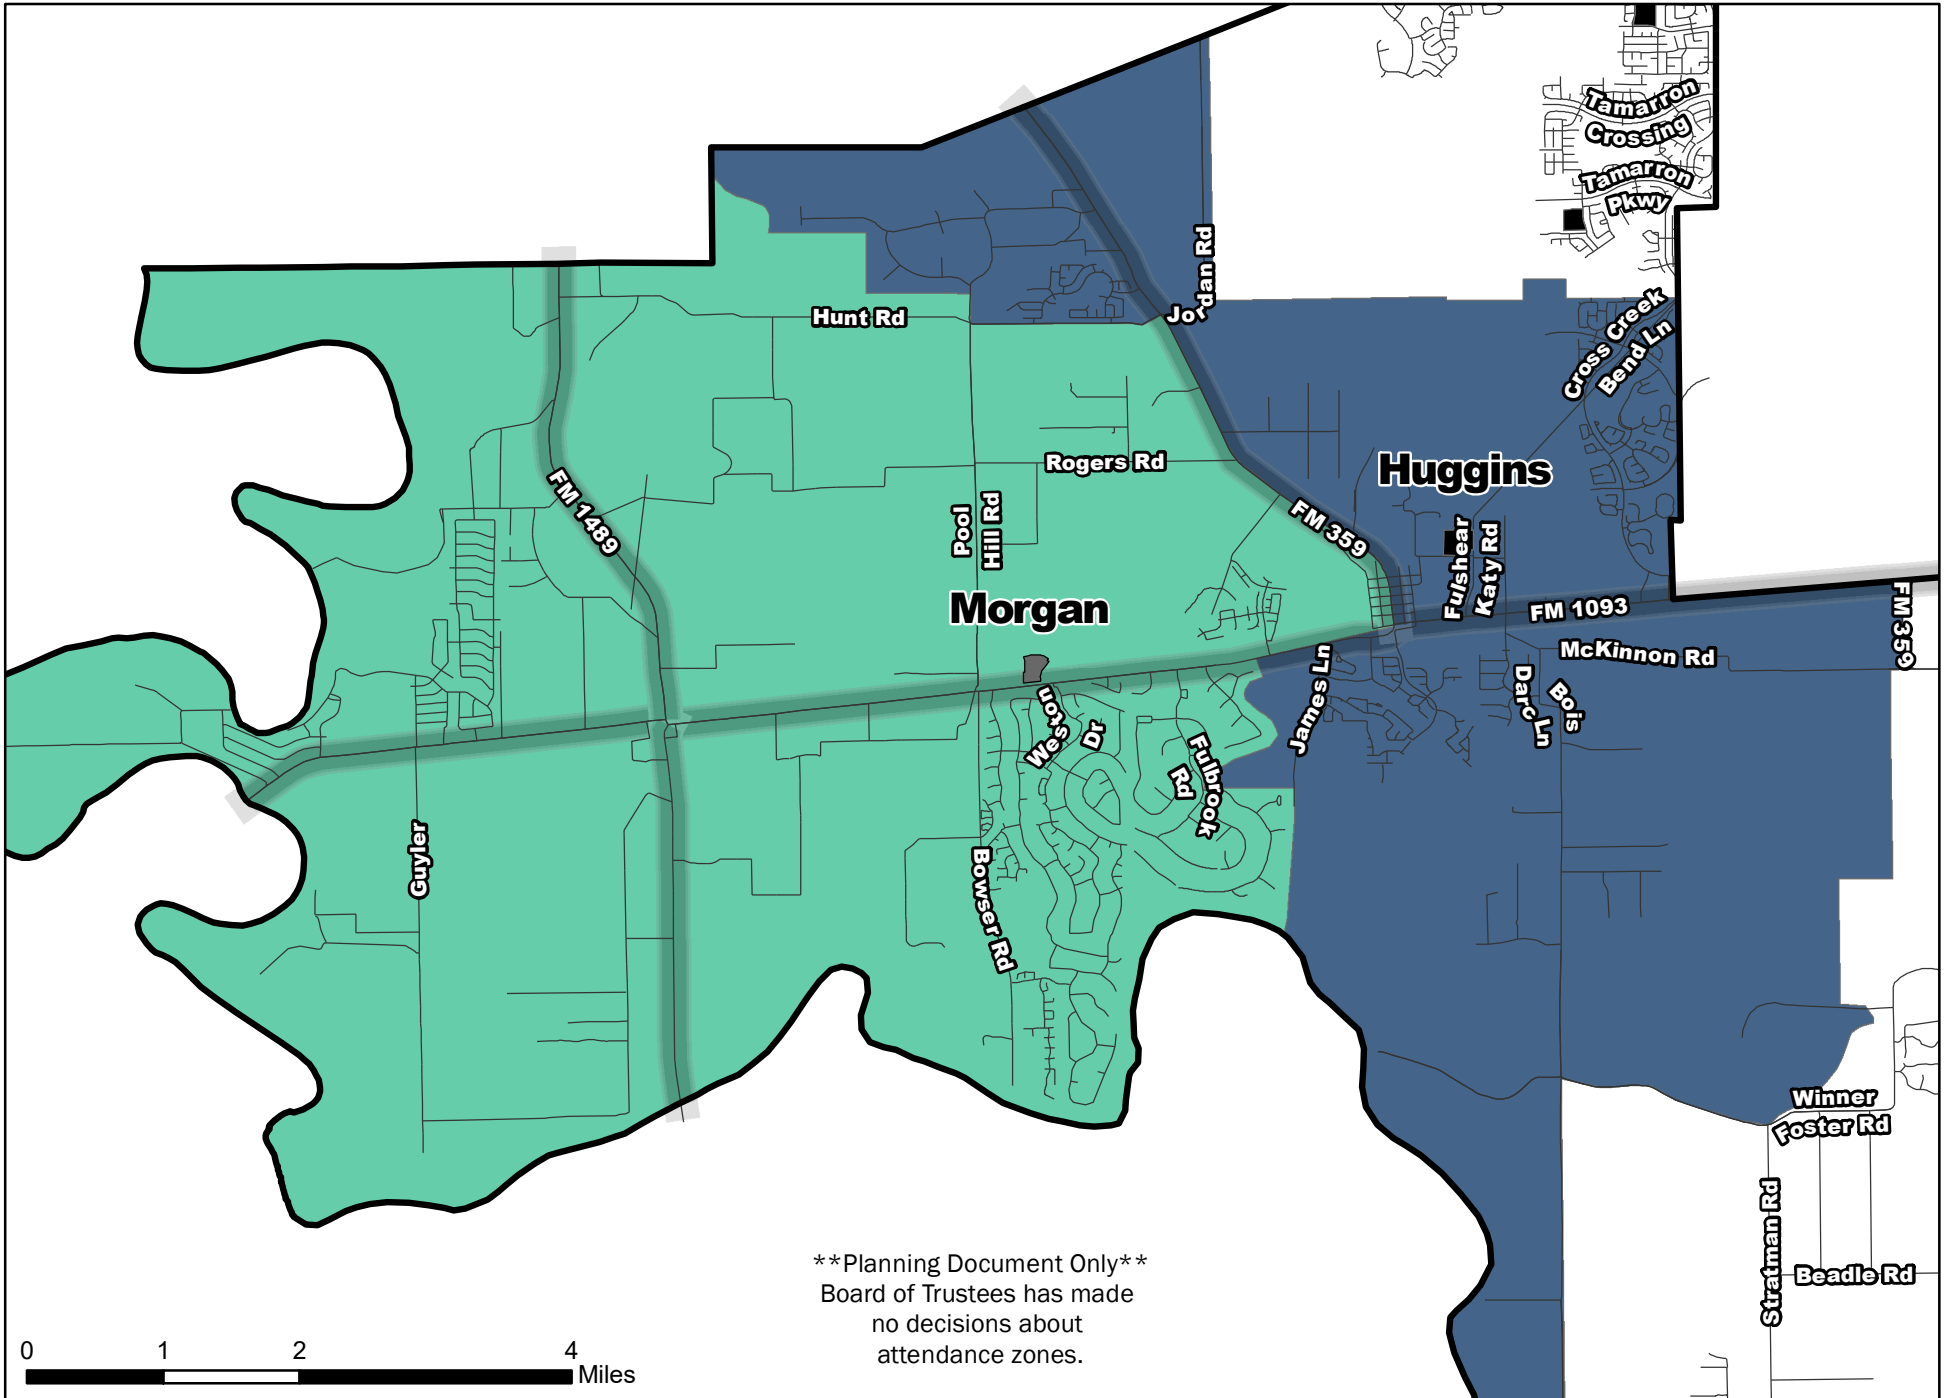 Tamarron
Crossing
Tamarron
Pkwy
Jordan Rd
Hunt Rd
Cross Creek
Bend Ln
Rogers Rd
Huggins
FM 1489
Pool
Hill Rd
FM 359
Fulshear
Katy Rd
Morgan
FM 1093
FM 359
McKinnon Rd
James Ln
Bois
Darc Ln
Weston
Dr
Fulbrook
Rd
Guyler
Bowser Rd
Winner
Foster Rd
Stratman Rd
Beadle Rd
**Planning Document Only**
Board of Trustees has made
no decisions about
attendance zones.
0 1 2 4
Miles